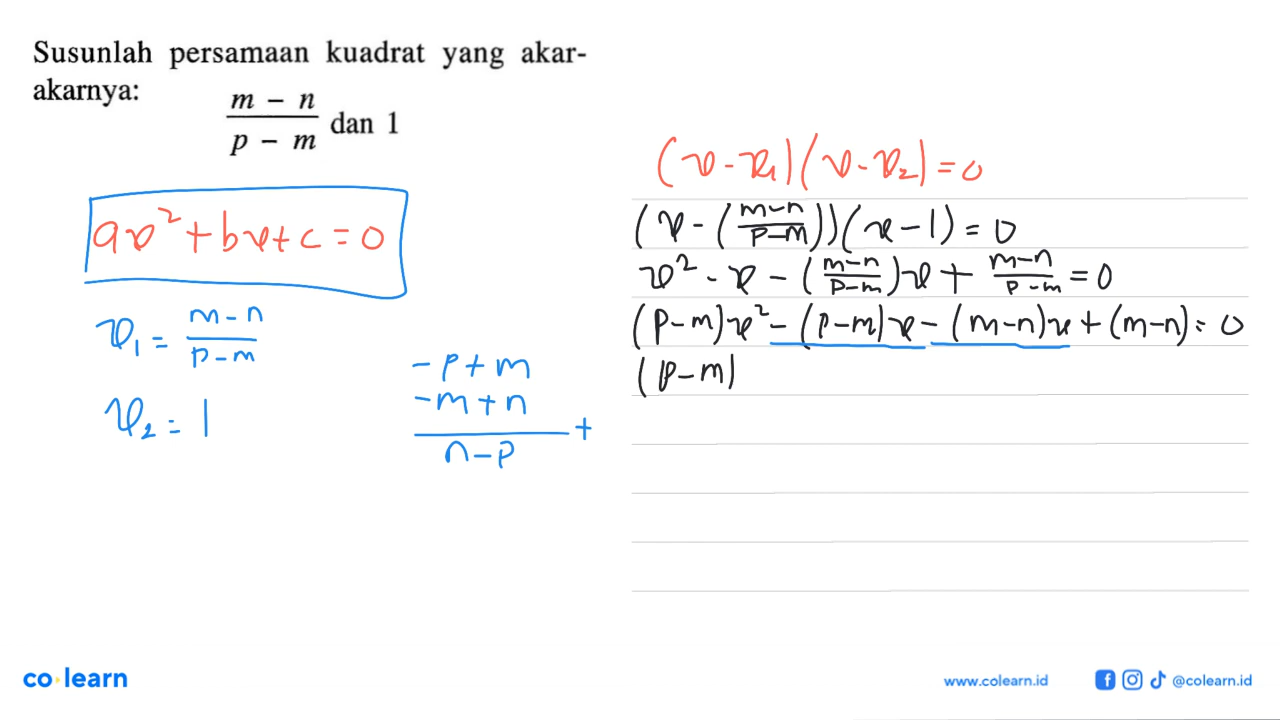 Susunlah persamaan kuadrat yang akar-
akarnya:
m - n
p - m
dan 1
ax² + bx + c = 0
x₁ = m-n
p-m
x₂ = 1
-p+m
-m+n
+
n-p
(x-x₁)(x-x₂) = 0
(x-(m-n/p-m))(x-1) = 0
x²-x-(m-n/p-m)x+m-n/p-m = 0
(p-m)x²-(p-m)x-(m-n)x+(m-n) = 0
(p-m)
co learn
www.colearn.id
@colearn.id